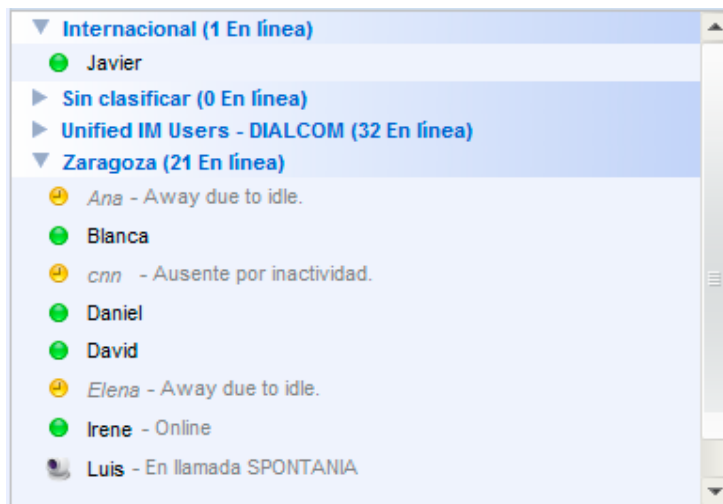 Internacional (1 En línea)
Javier
Sin clasificar (0 En línea)
Unified IM Users - DIALCOM (32 En línea)
Zaragoza (21 En línea)
Ana - Away due to idle.
Blanca
cnn - Ausente por inactividad.
Daniel
David
Elena - Away due to idle.
Irene - Online
Luis - En llamada SPONTANIA